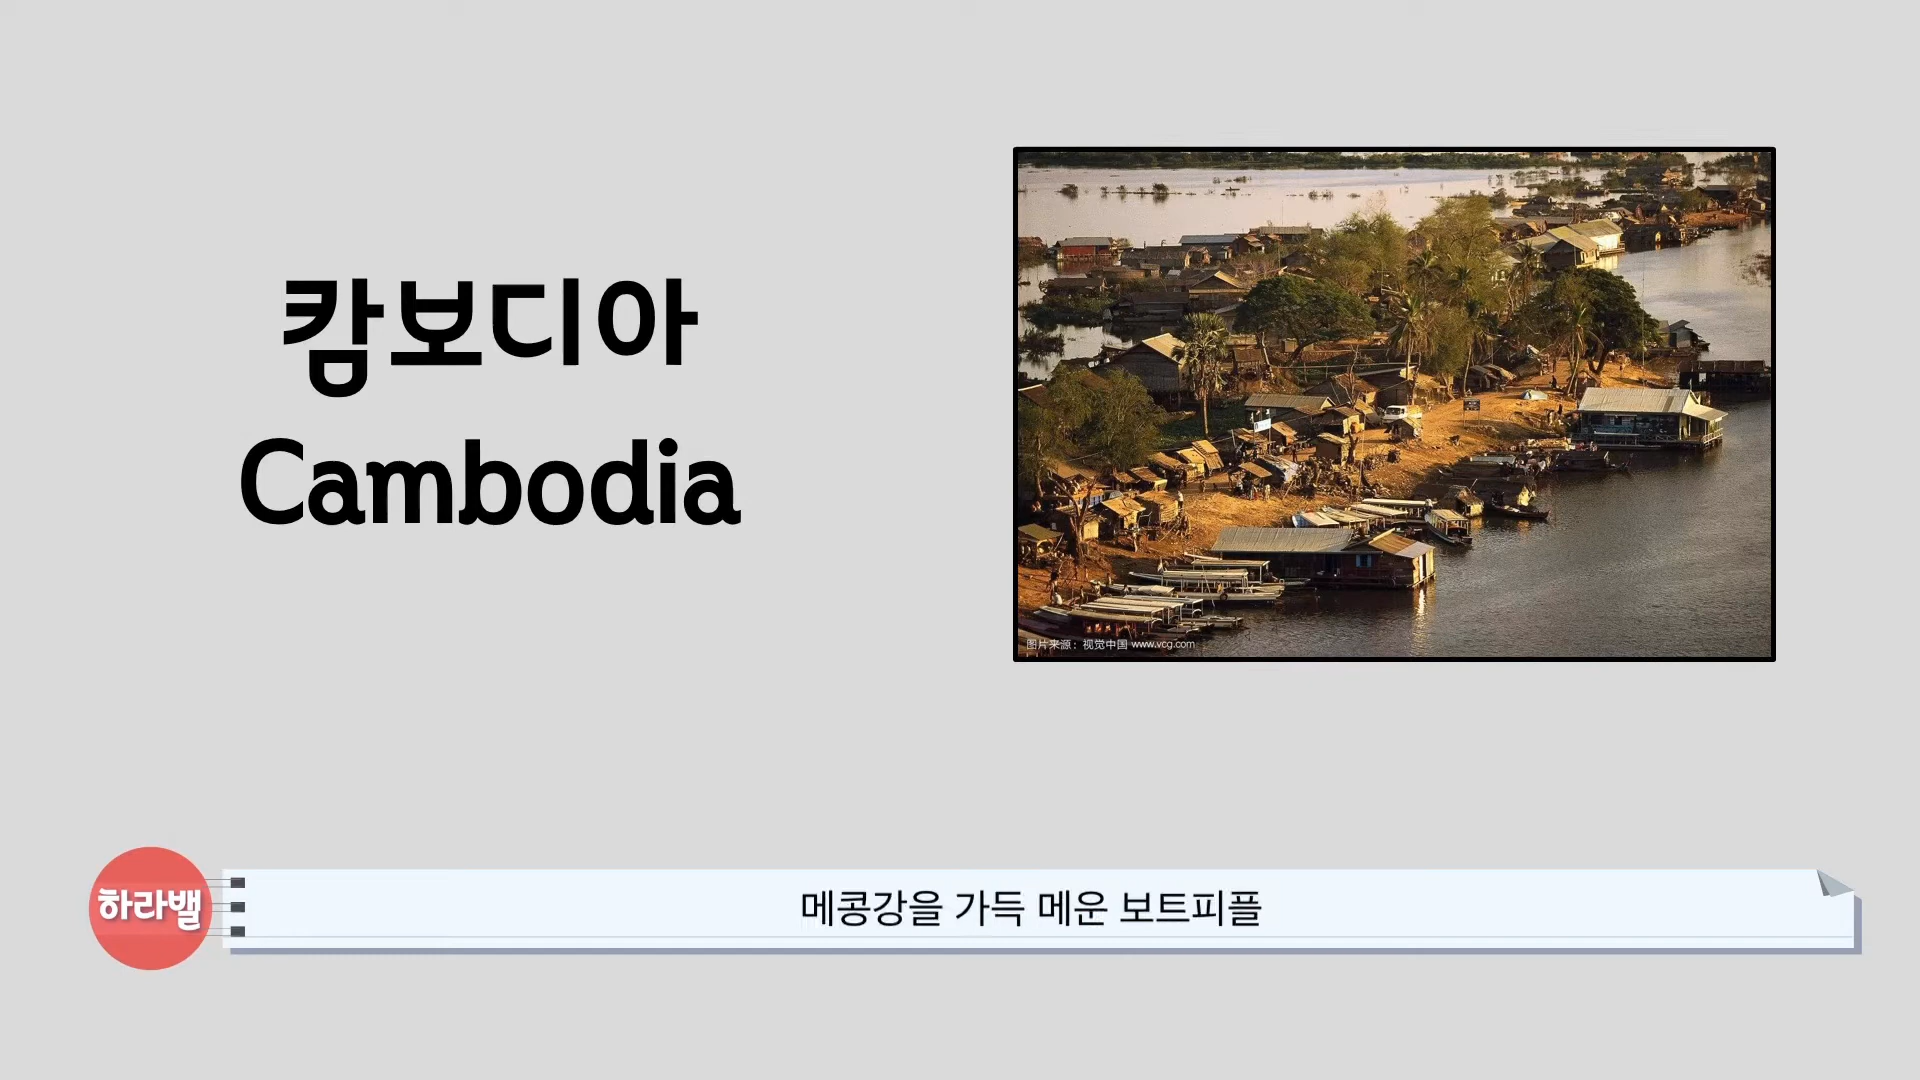 캄보디아
Cambodia
图片来源：视觉中国 www.vcg.com
하라밸
메콩강을 가득 메운 보트피플